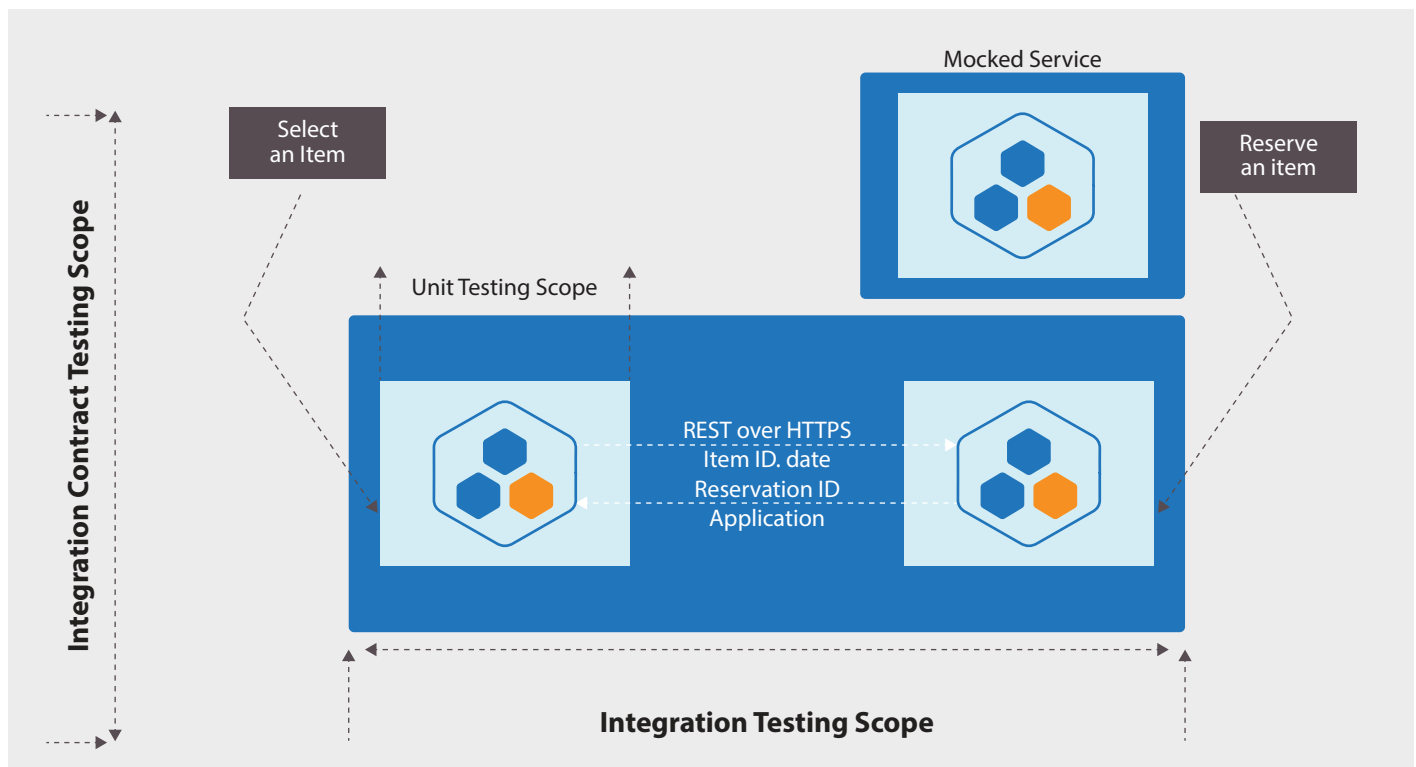 Mocked Service
Select
an Item
Reserve
an item
Integration Contract Testing Scope
Unit Testing Scope
REST over HTTPS
Item ID. date
Reservation ID
Application
Integration Testing Scope